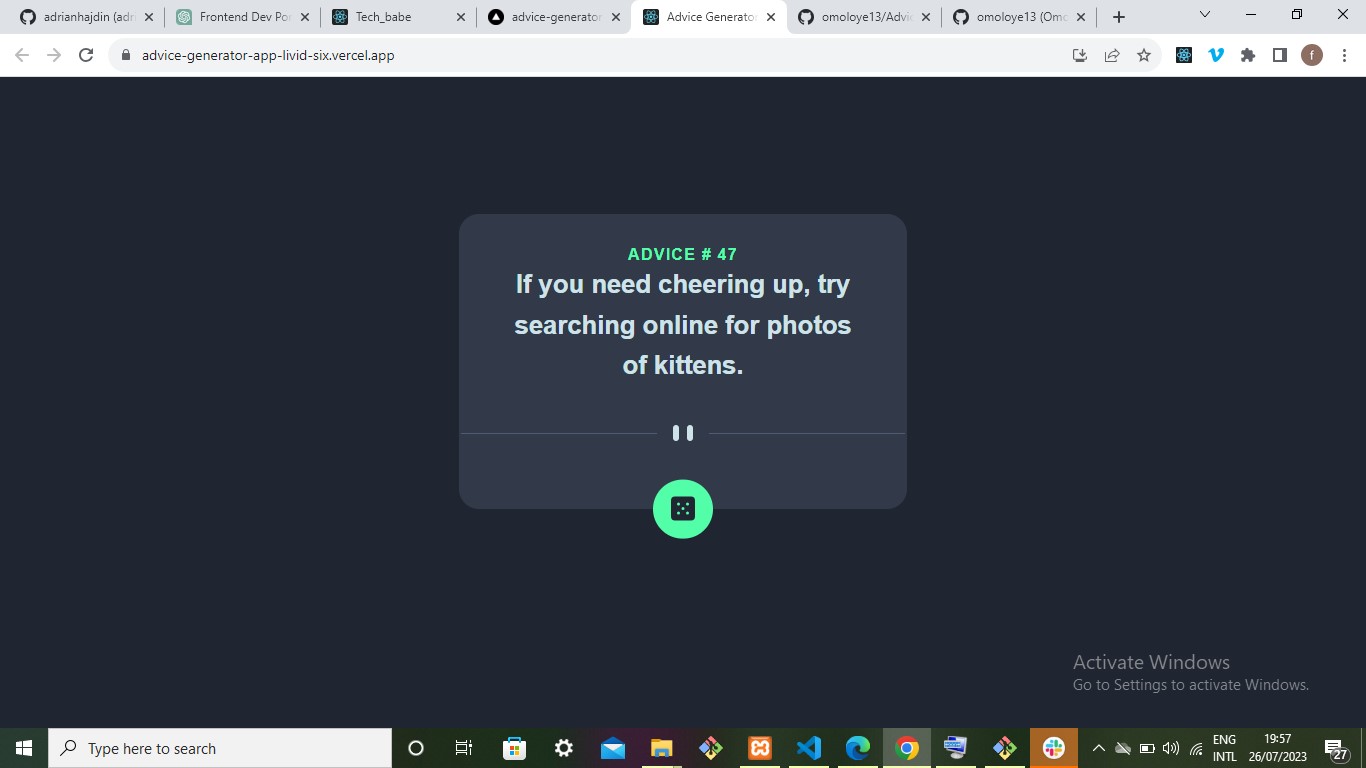 adrianhajdin (adri
Frontend Dev Por
Tech_babe
advice-generator
Advice Generator
omoloye13/Advic
omoloye13 (Omo
advice-generator-app-livid-six.vercel.app
f
ADVICE # 47
If you need cheering up, try
searching online for photos
of kittens.
Activate Windows
Go to Settings to activate Windows.
Type here to search
ENG
INTL
19:57
26/07/2023
27